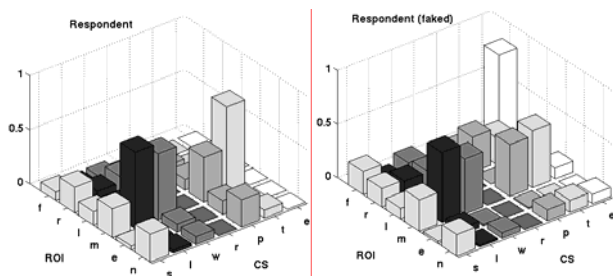 Respondent
1
0.5
0
f
r
l
m
e
n
ROI
s
l
w
r
p
t
e
CS
Respondent (faked)
1
0.5
0
f
r
l
m
e
n
ROI
s
l
w
r
p
t
e
CS